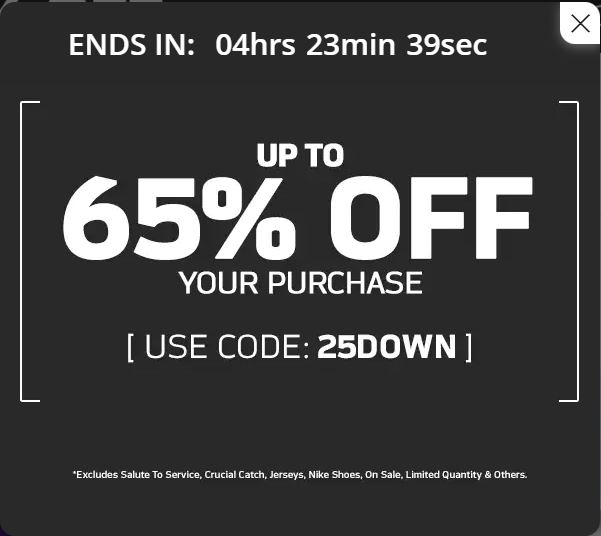 ENDS IN: 04hrs 23min 39sec
UP TO
65% OFF
YOUR PURCHASE
[ USE CODE: 25DOWN ]
*Excludes Salute To Service, Crucial Catch, Jerseys, Nike Shoes, On Sale, Limited Quantity & Others.